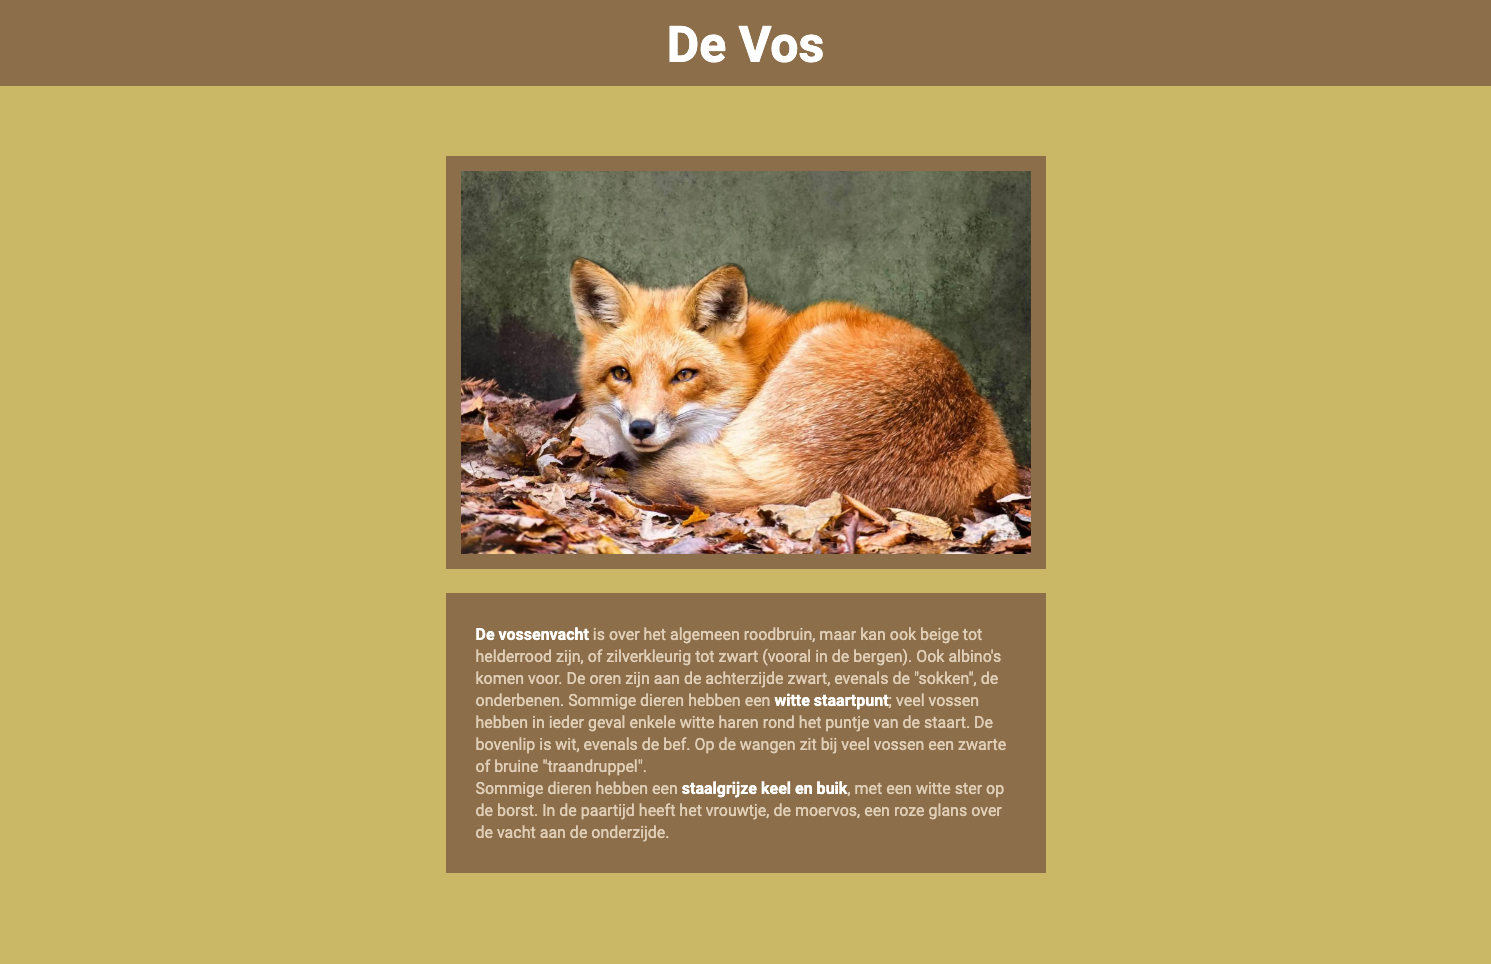 De Vos
De vossenvacht is over het algemeen roodbruin, maar kan ook beige tot
helderrood zijn, of zilverkleurig tot zwart (vooral in de bergen). Ook albino's
komen voor. De oren zijn aan de achterzijde zwart, evenals de "sokken", de
onderbenen. Sommige dieren hebben een witte staartpunt; veel vossen
hebben in ieder geval enkele witte haren rond het puntje van de staart. De
bovenlip is wit, evenals de bef. Op de wangen zit bij veel vossen een zwarte
of bruine "traandruppel".
Sommige dieren hebben een staalgrijze keel en buik, met een witte ster op
de borst. In de paartijd heeft het vrouwtje, de moervos, een roze glans over
de vacht aan de onderzijde.